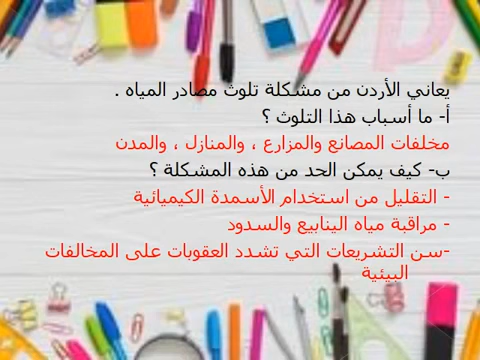 يعاني الأردن من مشكلة تلوث مصادر المياه .
أ- ما أسباب هذا التلوث ؟
مخلفات المصانع والمزارع ، والمنازل ، والمدن
ب- كيف يمكن الحد من هذه المشكلة ؟
- التقليل من استخدام الأسمدة الكيميائية
- مراقبة مياه الينابيع والسدود
-سن التشريعات التي تشدد العقوبات على المخالفات
البيئية